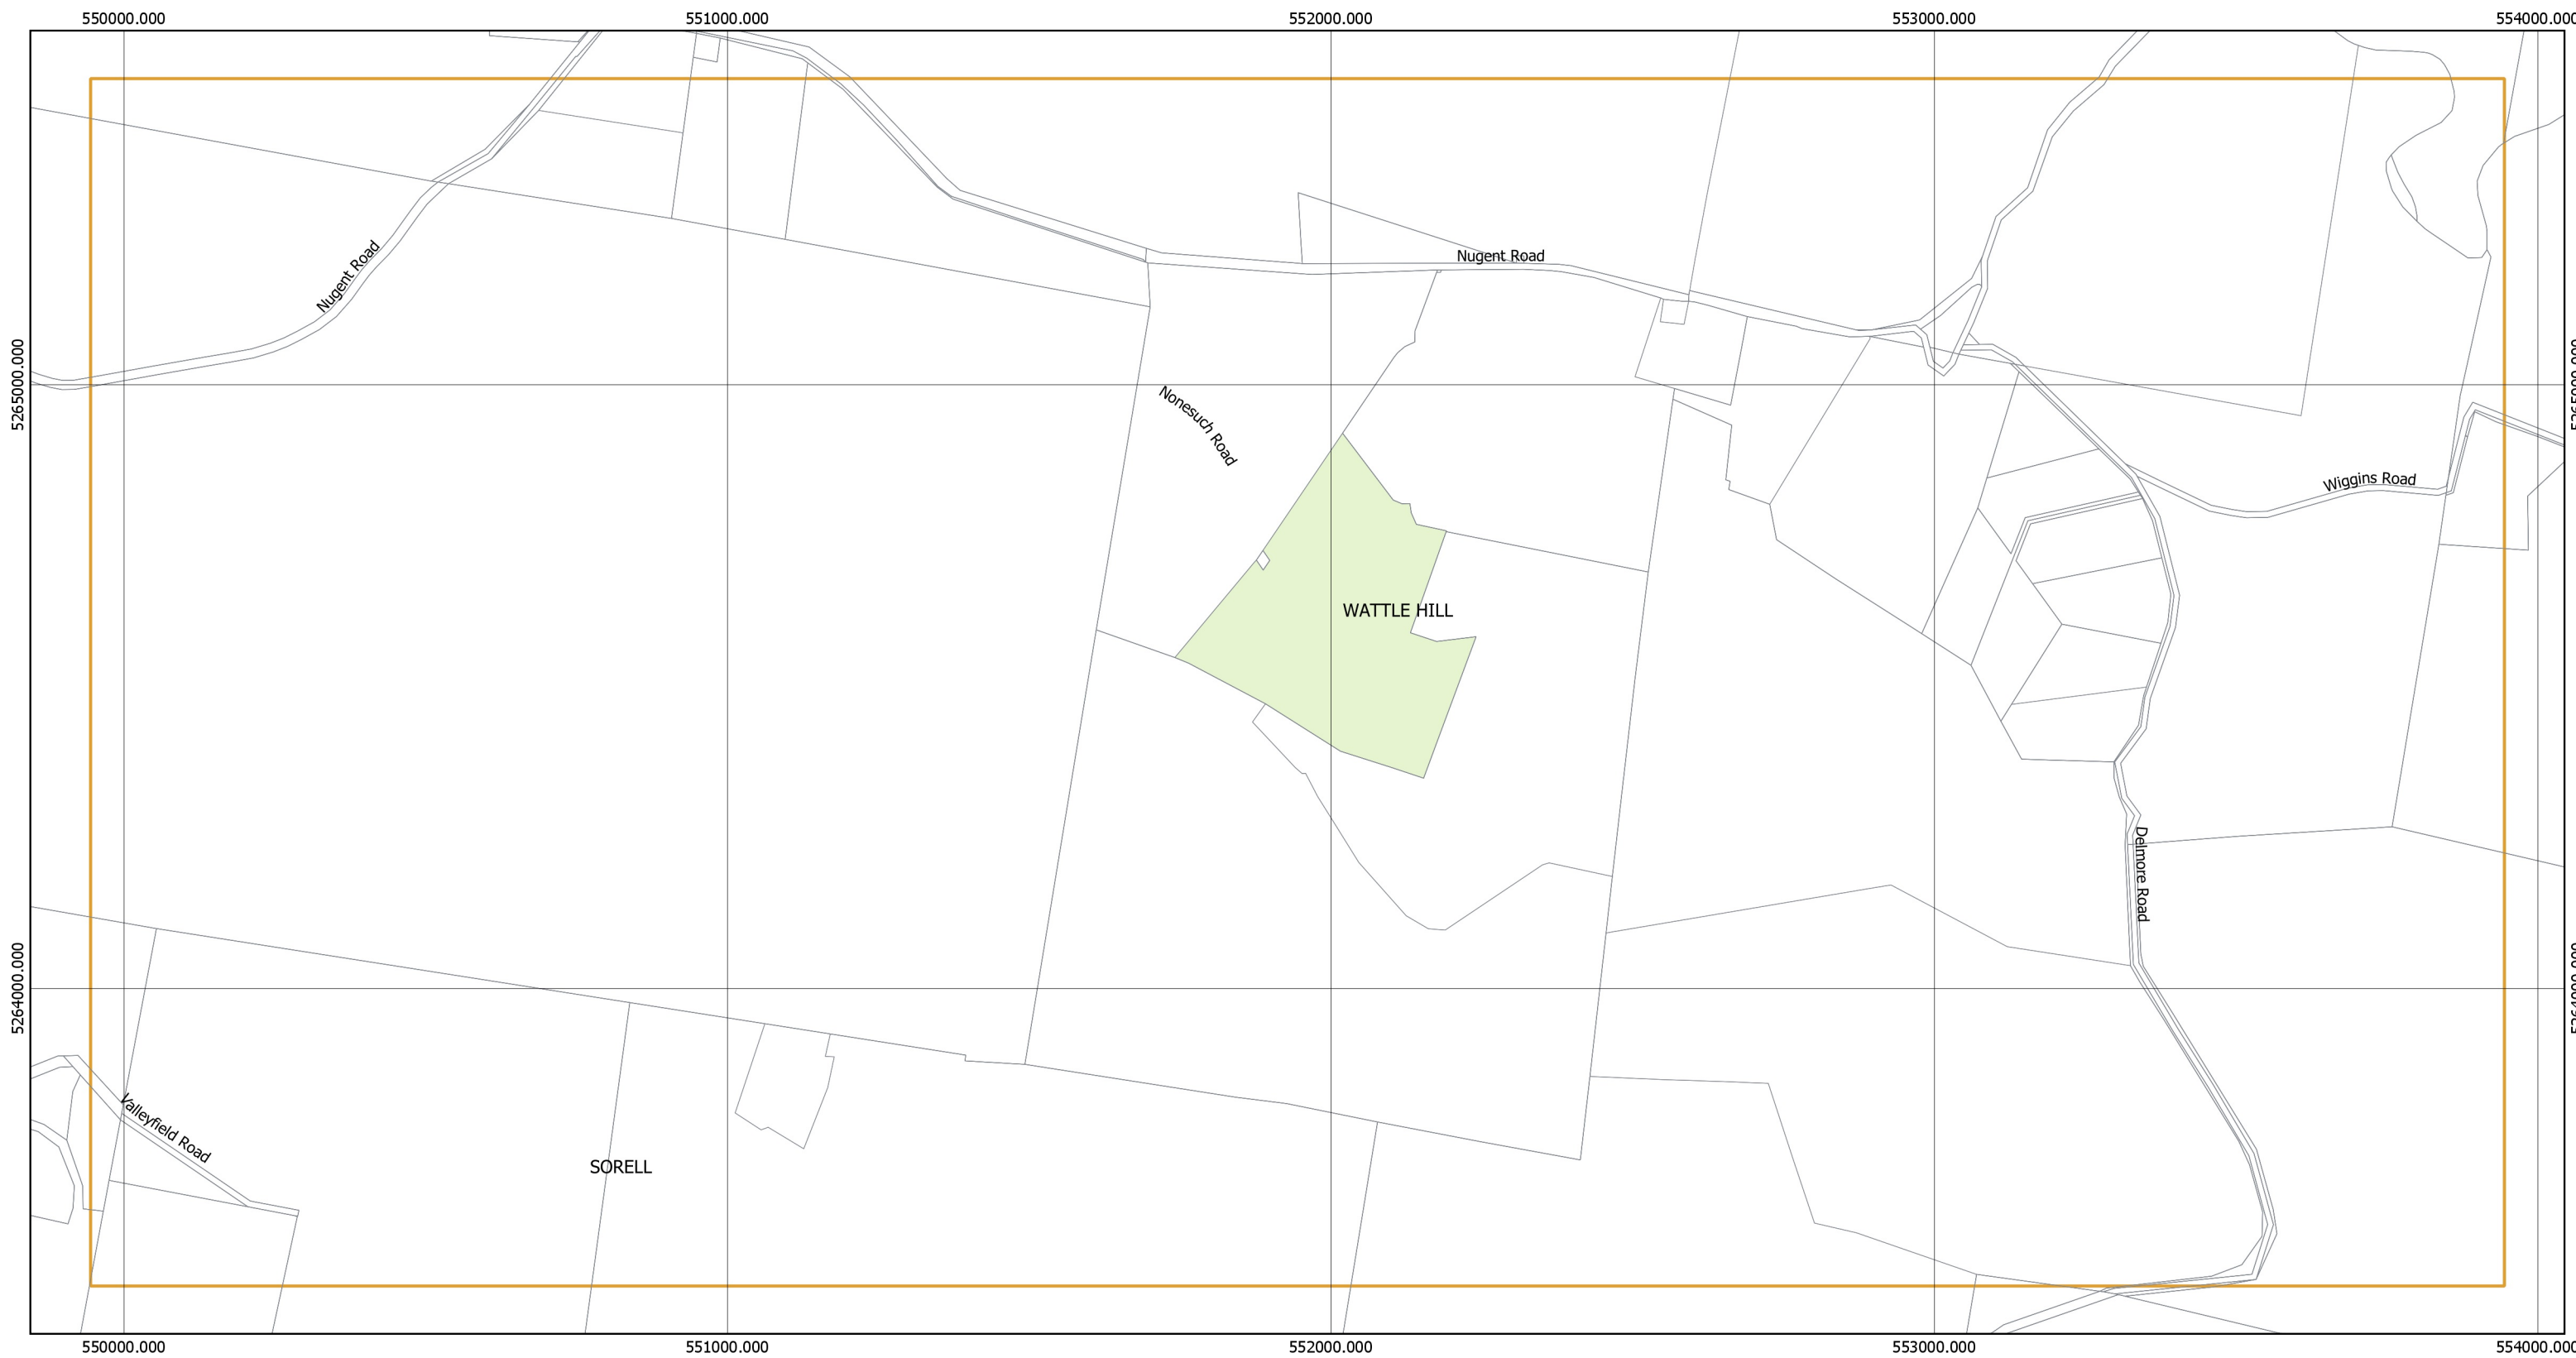 550000.000 551000.000 552000.000 553000.000 554000.000
Nugent Road
Nugent Road
5265000.000
Nonesuch Road
Wiggins Road
WATTLE HILL
Delmore Road
5264000.000
Valleyfield Road
SORELL
550000.000 551000.000 552000.000 553000.000 554000.000